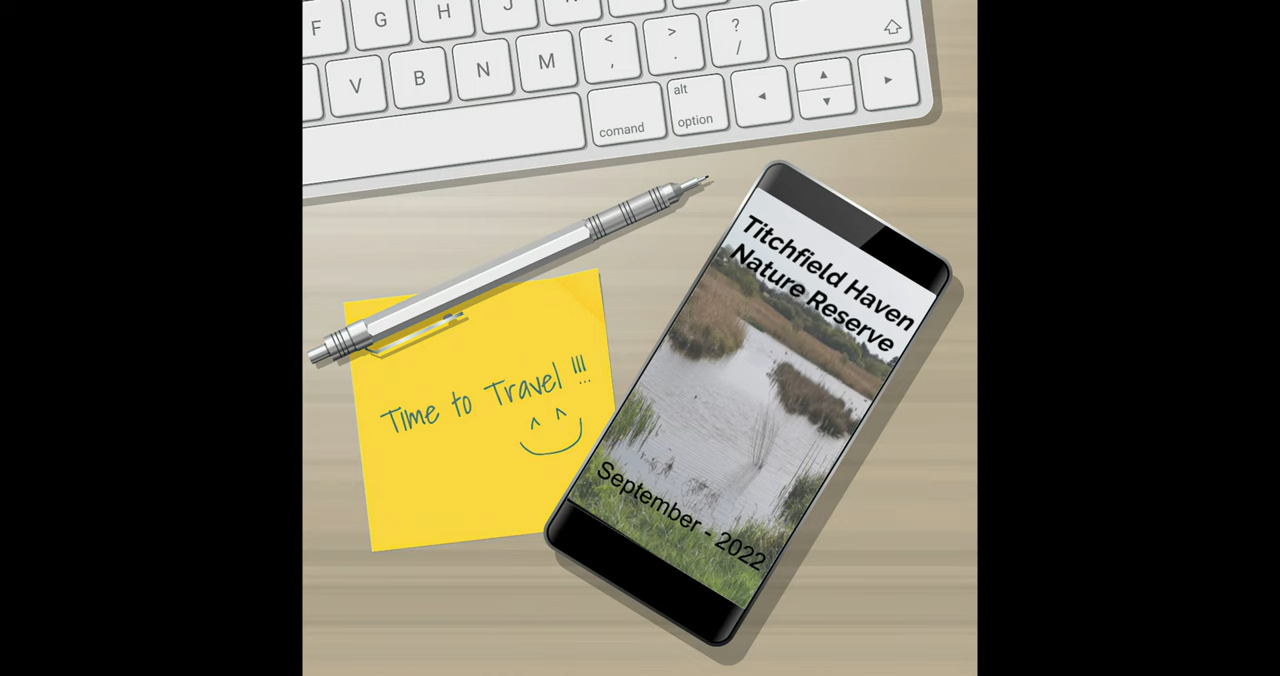 F G H J
V B N M < , > . ? /
comand alt option
Titchfield Haven
Nature Reserve
Time to Travel !!!
September - 2022